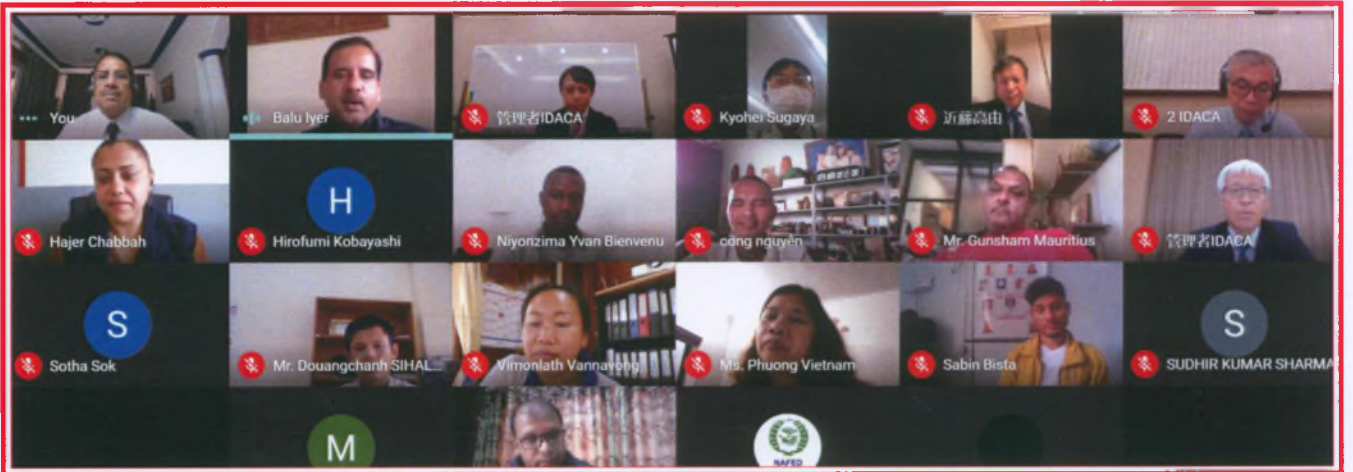 You
Balu Iyer
管理者IDACA
Kyohei Sugaya
近藤高由
2 IDACA
Hajer Chabbah
H
Hirofumi Kobayashi
Niyonzima Yvan Bienvenu
công nguyên
Mr. Gunsham Mauritius
管理者IDACA
S
Sotha Sok
Mr. Douangchanh SIHAL...
Vimonlath Vannavong
Ms. Phuong Vietnam
Sabin Bista
S
SUDHIR KUMAR SHARMA
M
NAFED